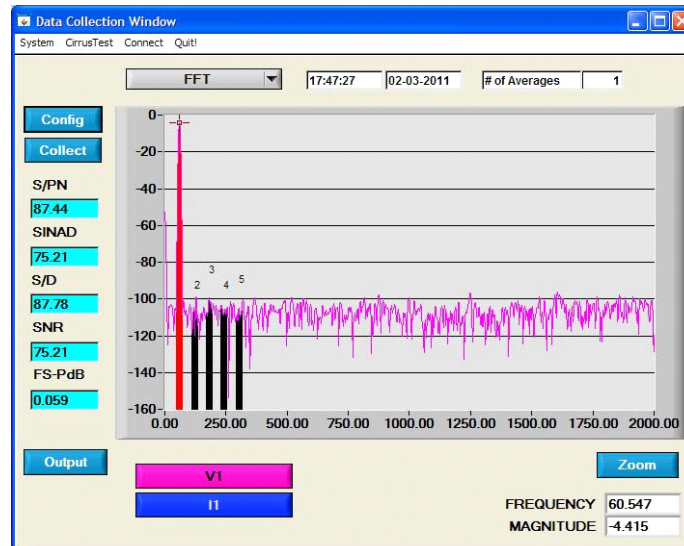 Data Collection Window
System CirrusTest Connect Quit!
FFT 17:47:27 02-03-2011 # of Averages 1
Config
Collect
S/PN
87.44
SINAD
75.21
S/D
87.78
SNR
75.21
FS-PdB
0.059
0
-20
-40
-60
-80
-100
-120
-140
-160
2 3 4 5
0.00 250.00 500.00 750.00 1000.00 1250.00 1500.00 1750.00 2000.00
Output
V1
I1
Zoom
FREQUENCY 60.547
MAGNITUDE -4.415